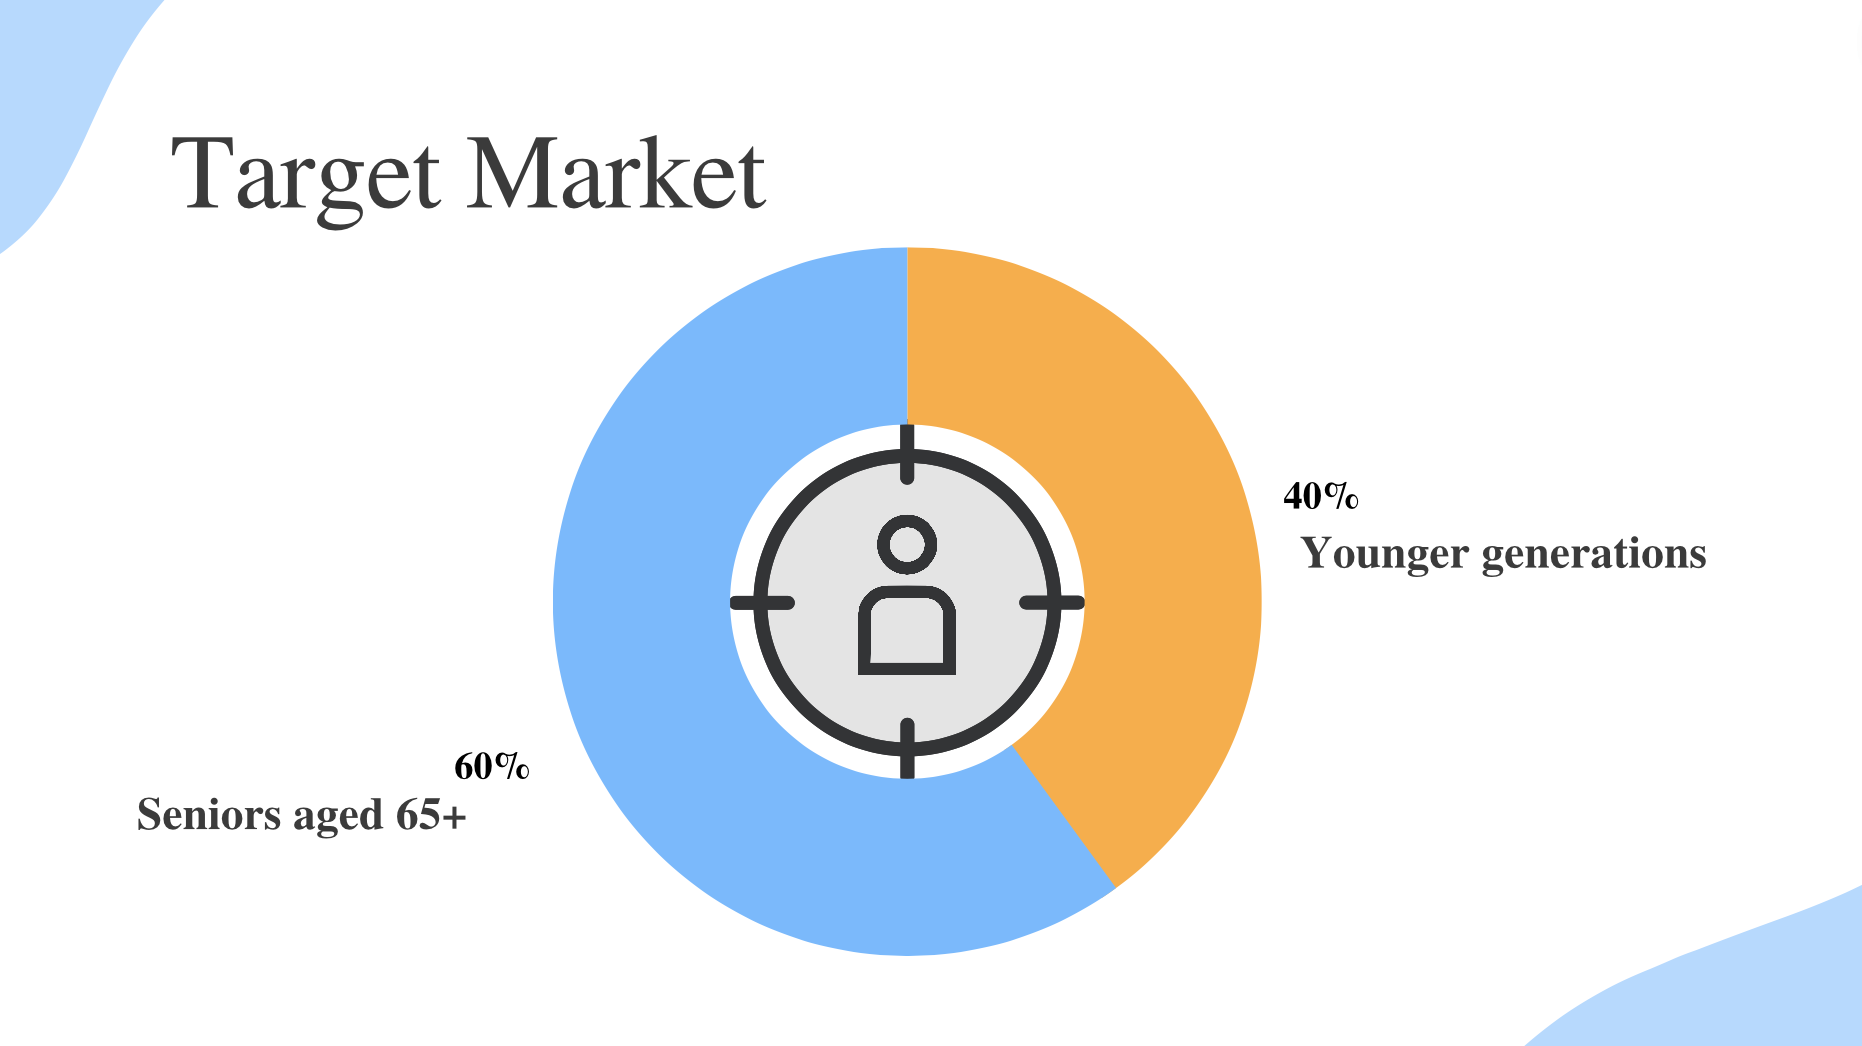 Target Market
40%
Younger generations
60%
Seniors aged 65+